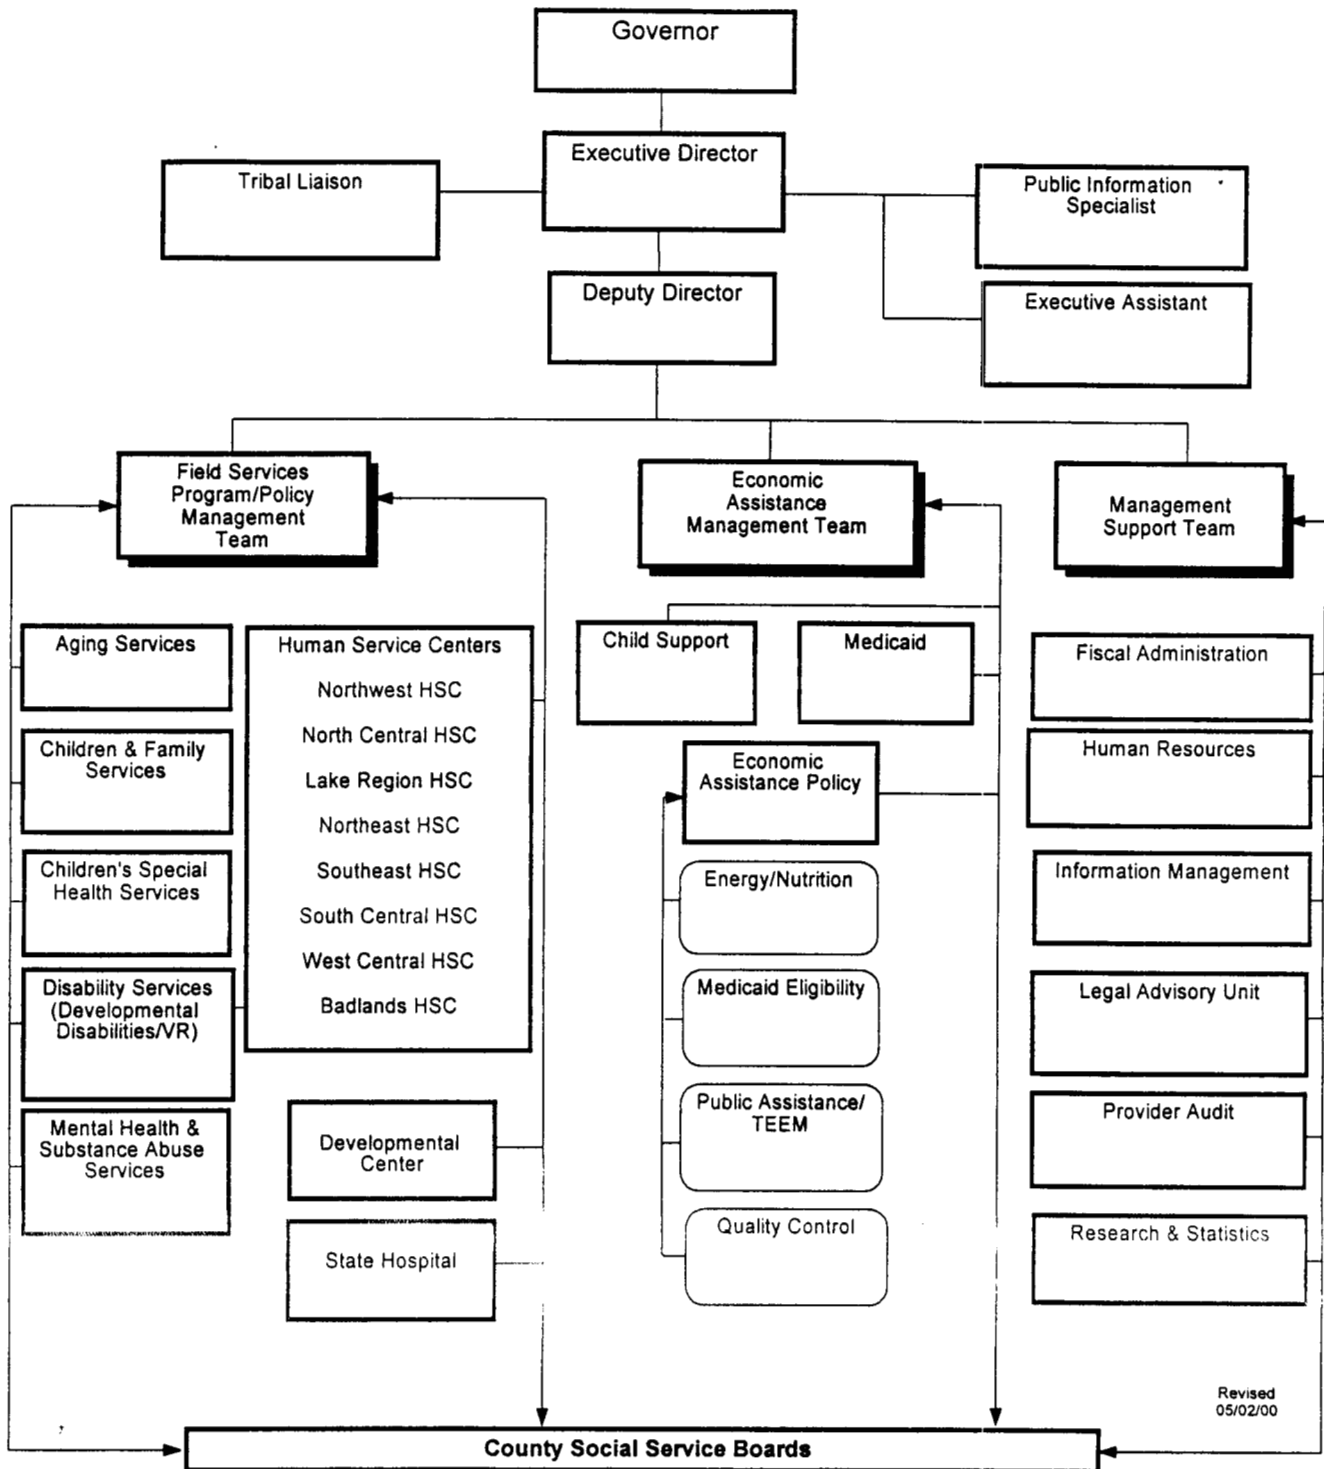 Governor
Executive Director
Tribal Liaison
Public Information
Specialist
Deputy Director
Executive Assistant
Field Services
Program/Policy
Management
Team
Economic
Assistance
Management Team
Management
Support Team
Aging Services
Children & Family
Services
Children's Special
Health Services
Disability Services
(Developmental
Disabilities/VR)
Mental Health &
Substance Abuse
Services
Human Service Centers
Northwest HSC
North Central HSC
Lake Region HSC
Northeast HSC
Southeast HSC
South Central HSC
West Central HSC
Badlands HSC
Developmental
Center
State Hospital
Child Support
Medicaid
Economic
Assistance Policy
Energy/Nutrition
Medicaid Eligibility
Public Assistance/
TEEM
Quality Control
Fiscal Administration
Human Resources
Information Management
Legal Advisory Unit
Provider Audit
Research & Statistics
Revised
05/02/00
County Social Service Boards